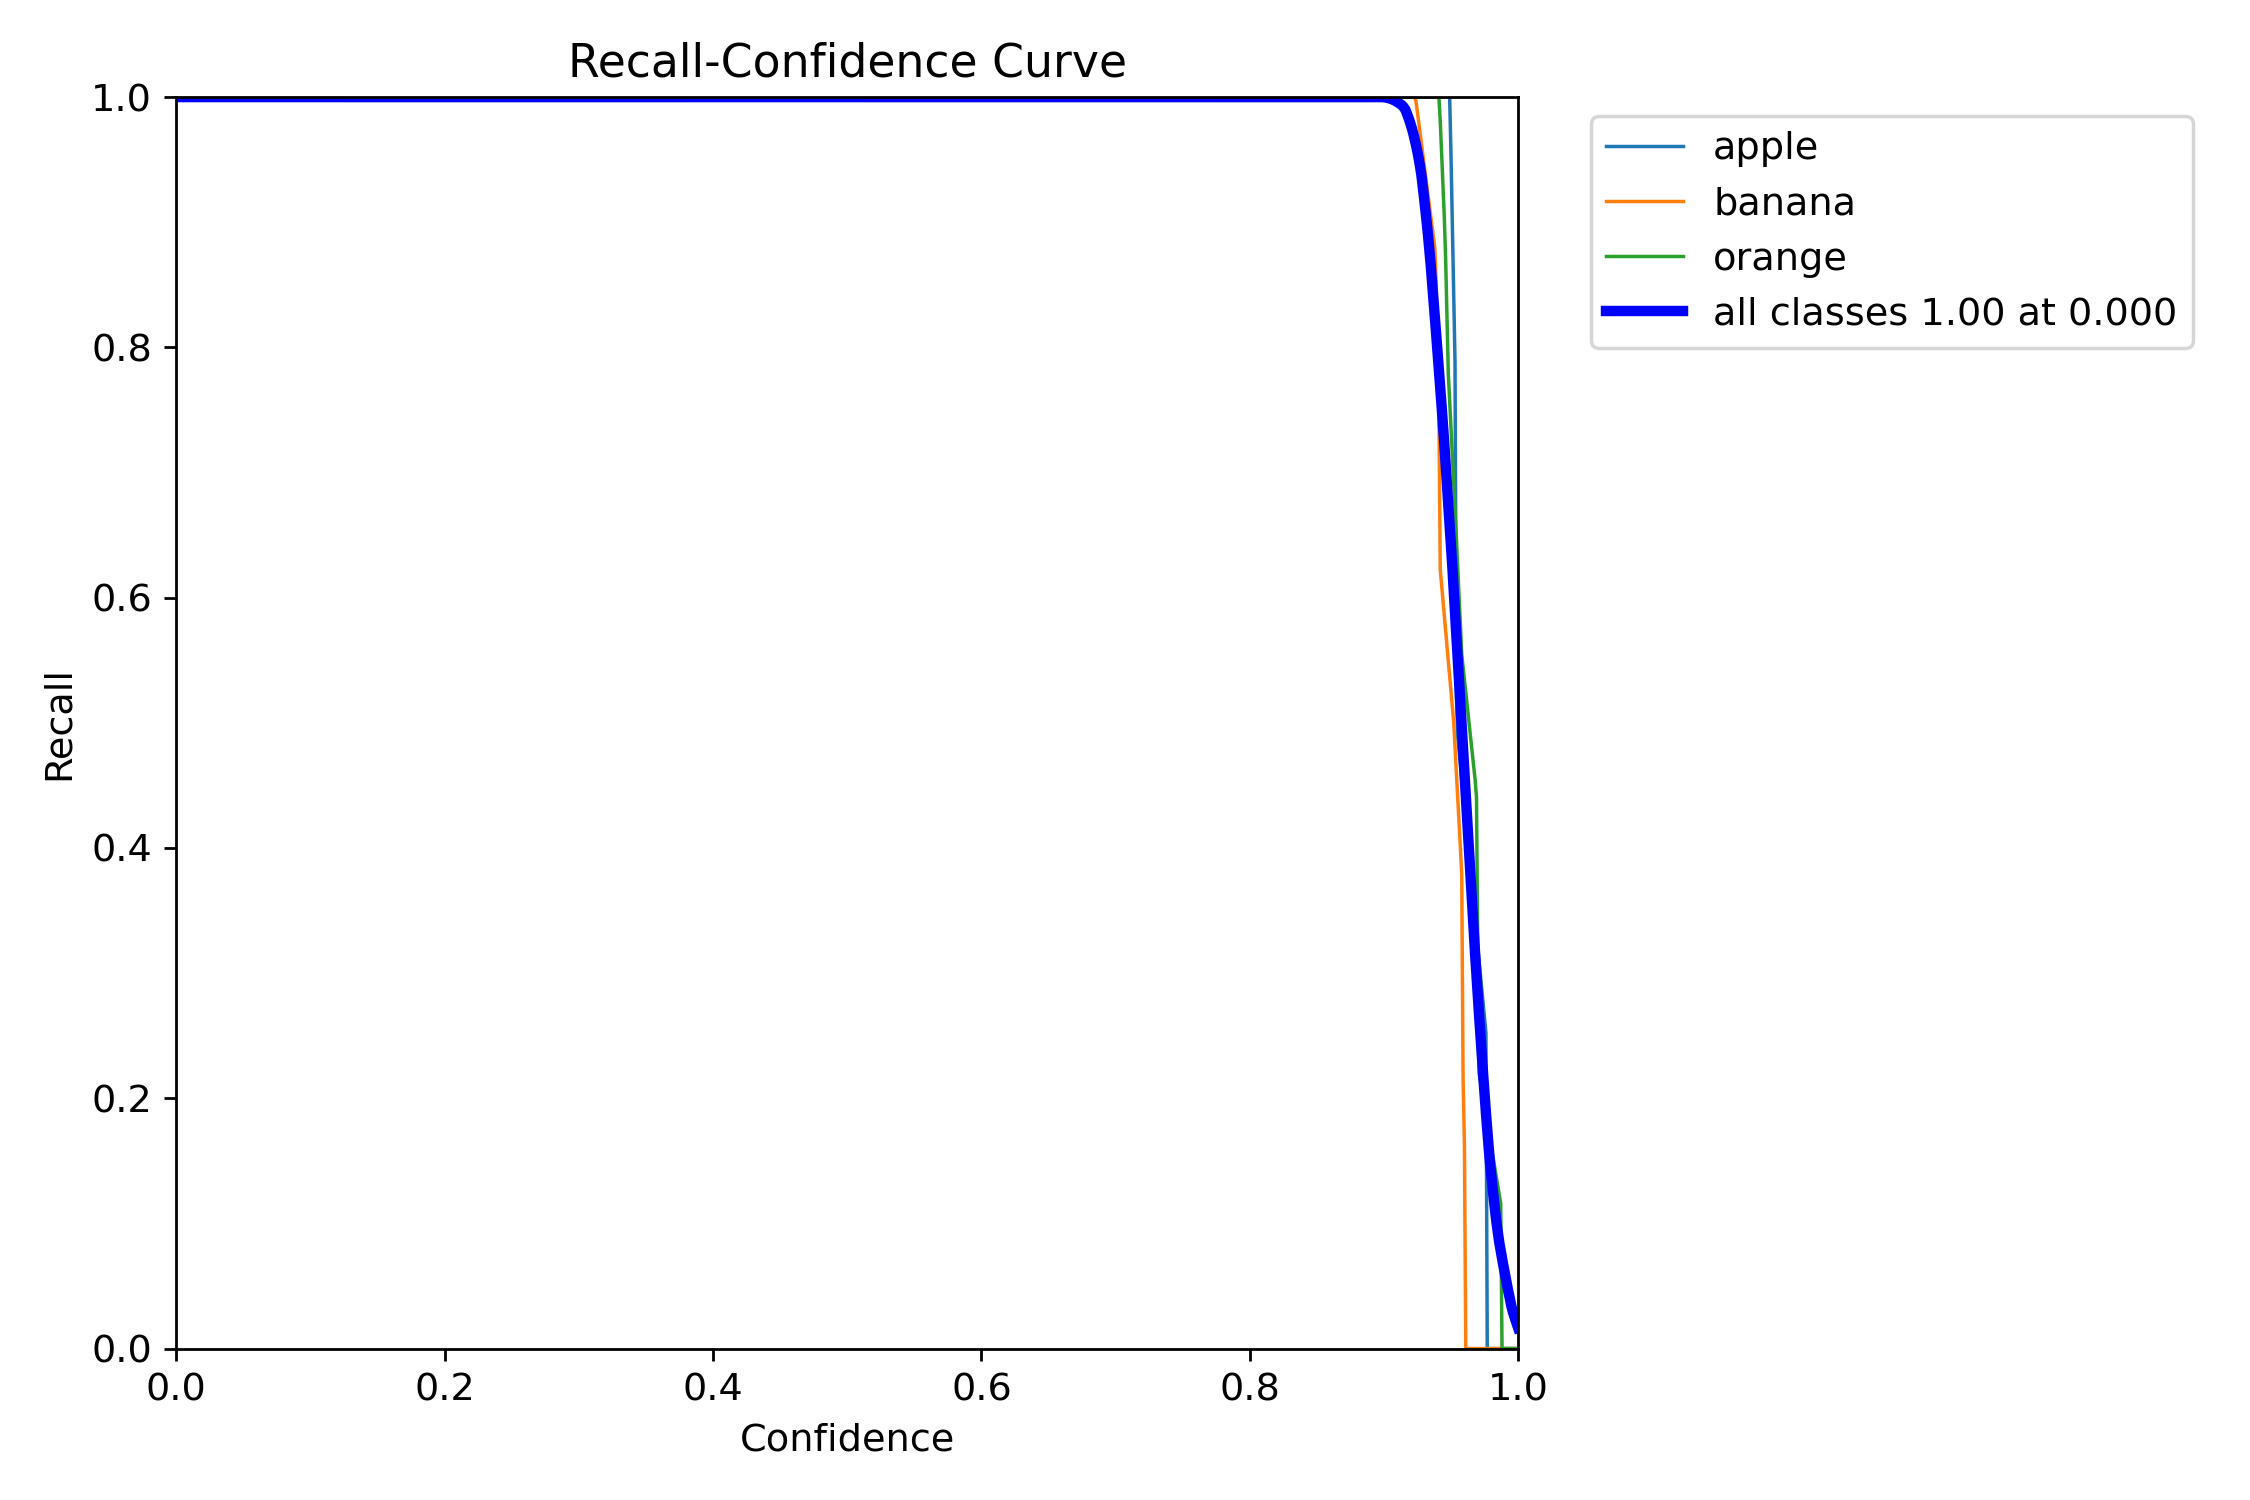 Recall-Confidence Curve
1.0
0.8
0.6
0.4
0.2
0.0
Recall
0.0 0.2 0.4 0.6 0.8 1.0
Confidence
apple
banana
orange
all classes 1.00 at 0.000